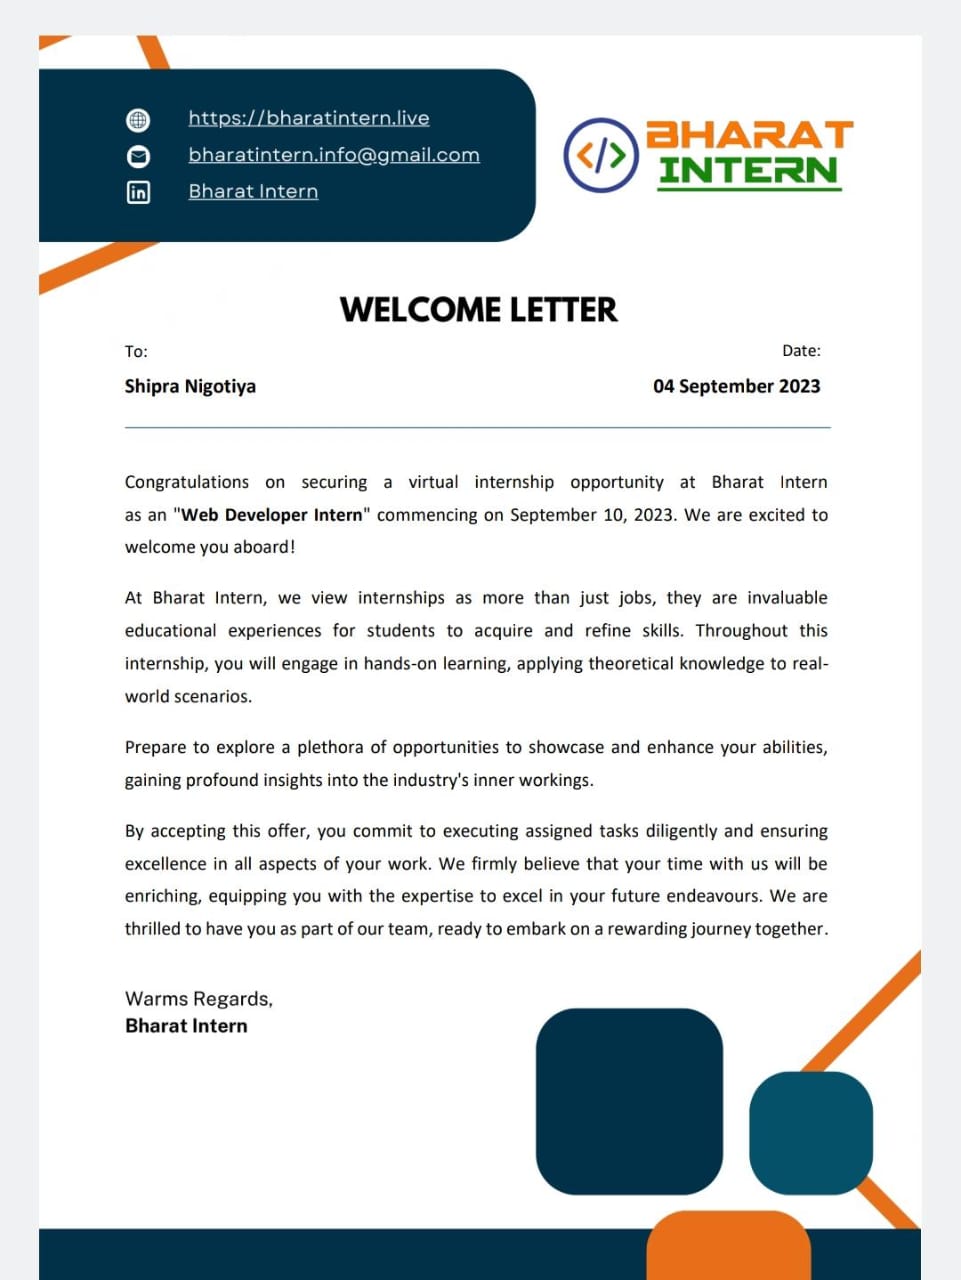 https://bharatintern.live
bharatintern.info@gmail.com
in Bharat Intern
</> BHARAT
INTERN
WELCOME LETTER
To:
Date:
Shipra Nigotiya
04 September 2023
Congratulations on securing a virtual internship opportunity at Bharat Intern
as an "Web Developer Intern" commencing on September 10, 2023. We are excited to
welcome you aboard!
At Bharat Intern, we view internships as more than just jobs, they are invaluable
educational experiences for students to acquire and refine skills. Throughout this
internship, you will engage in hands-on learning, applying theoretical knowledge to real-
world scenarios.
Prepare to explore a plethora of opportunities to showcase and enhance your abilities,
gaining profound insights into the industry's inner workings.
By accepting this offer, you commit to executing assigned tasks diligently and ensuring
excellence in all aspects of your work. We firmly believe that your time with us will be
enriching, equipping you with the expertise to excel in your future endeavours. We are
thrilled to have you as part of our team, ready to embark on a rewarding journey together.
Warms Regards,
Bharat Intern